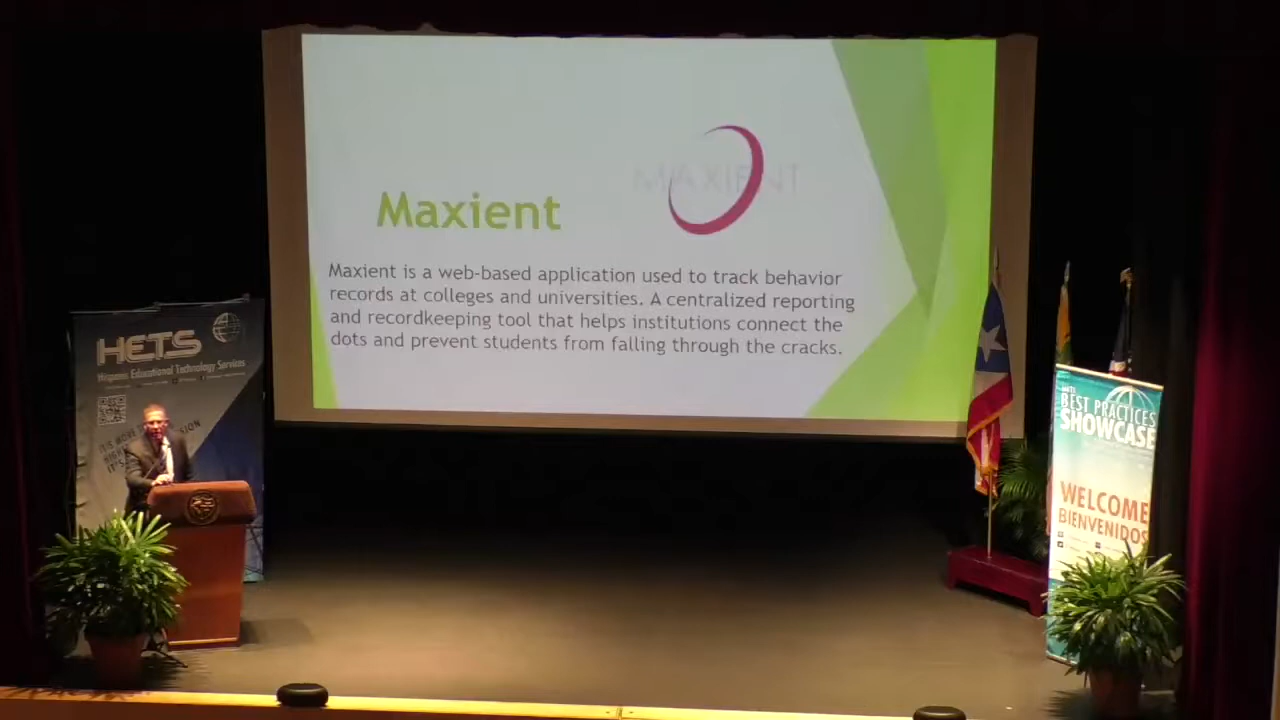 MAXIENT
Maxient
Maxient is a web-based application used to track behavior
records at colleges and universities. A centralized reporting
and recordkeeping tool that helps institutions connect the
dots and prevent students from falling through the cracks.
HETS
Hispanic Educational Technology Services
HETS
BEST PRACTICES
SHOWCASE
WELCOME
BIENVENIDOS